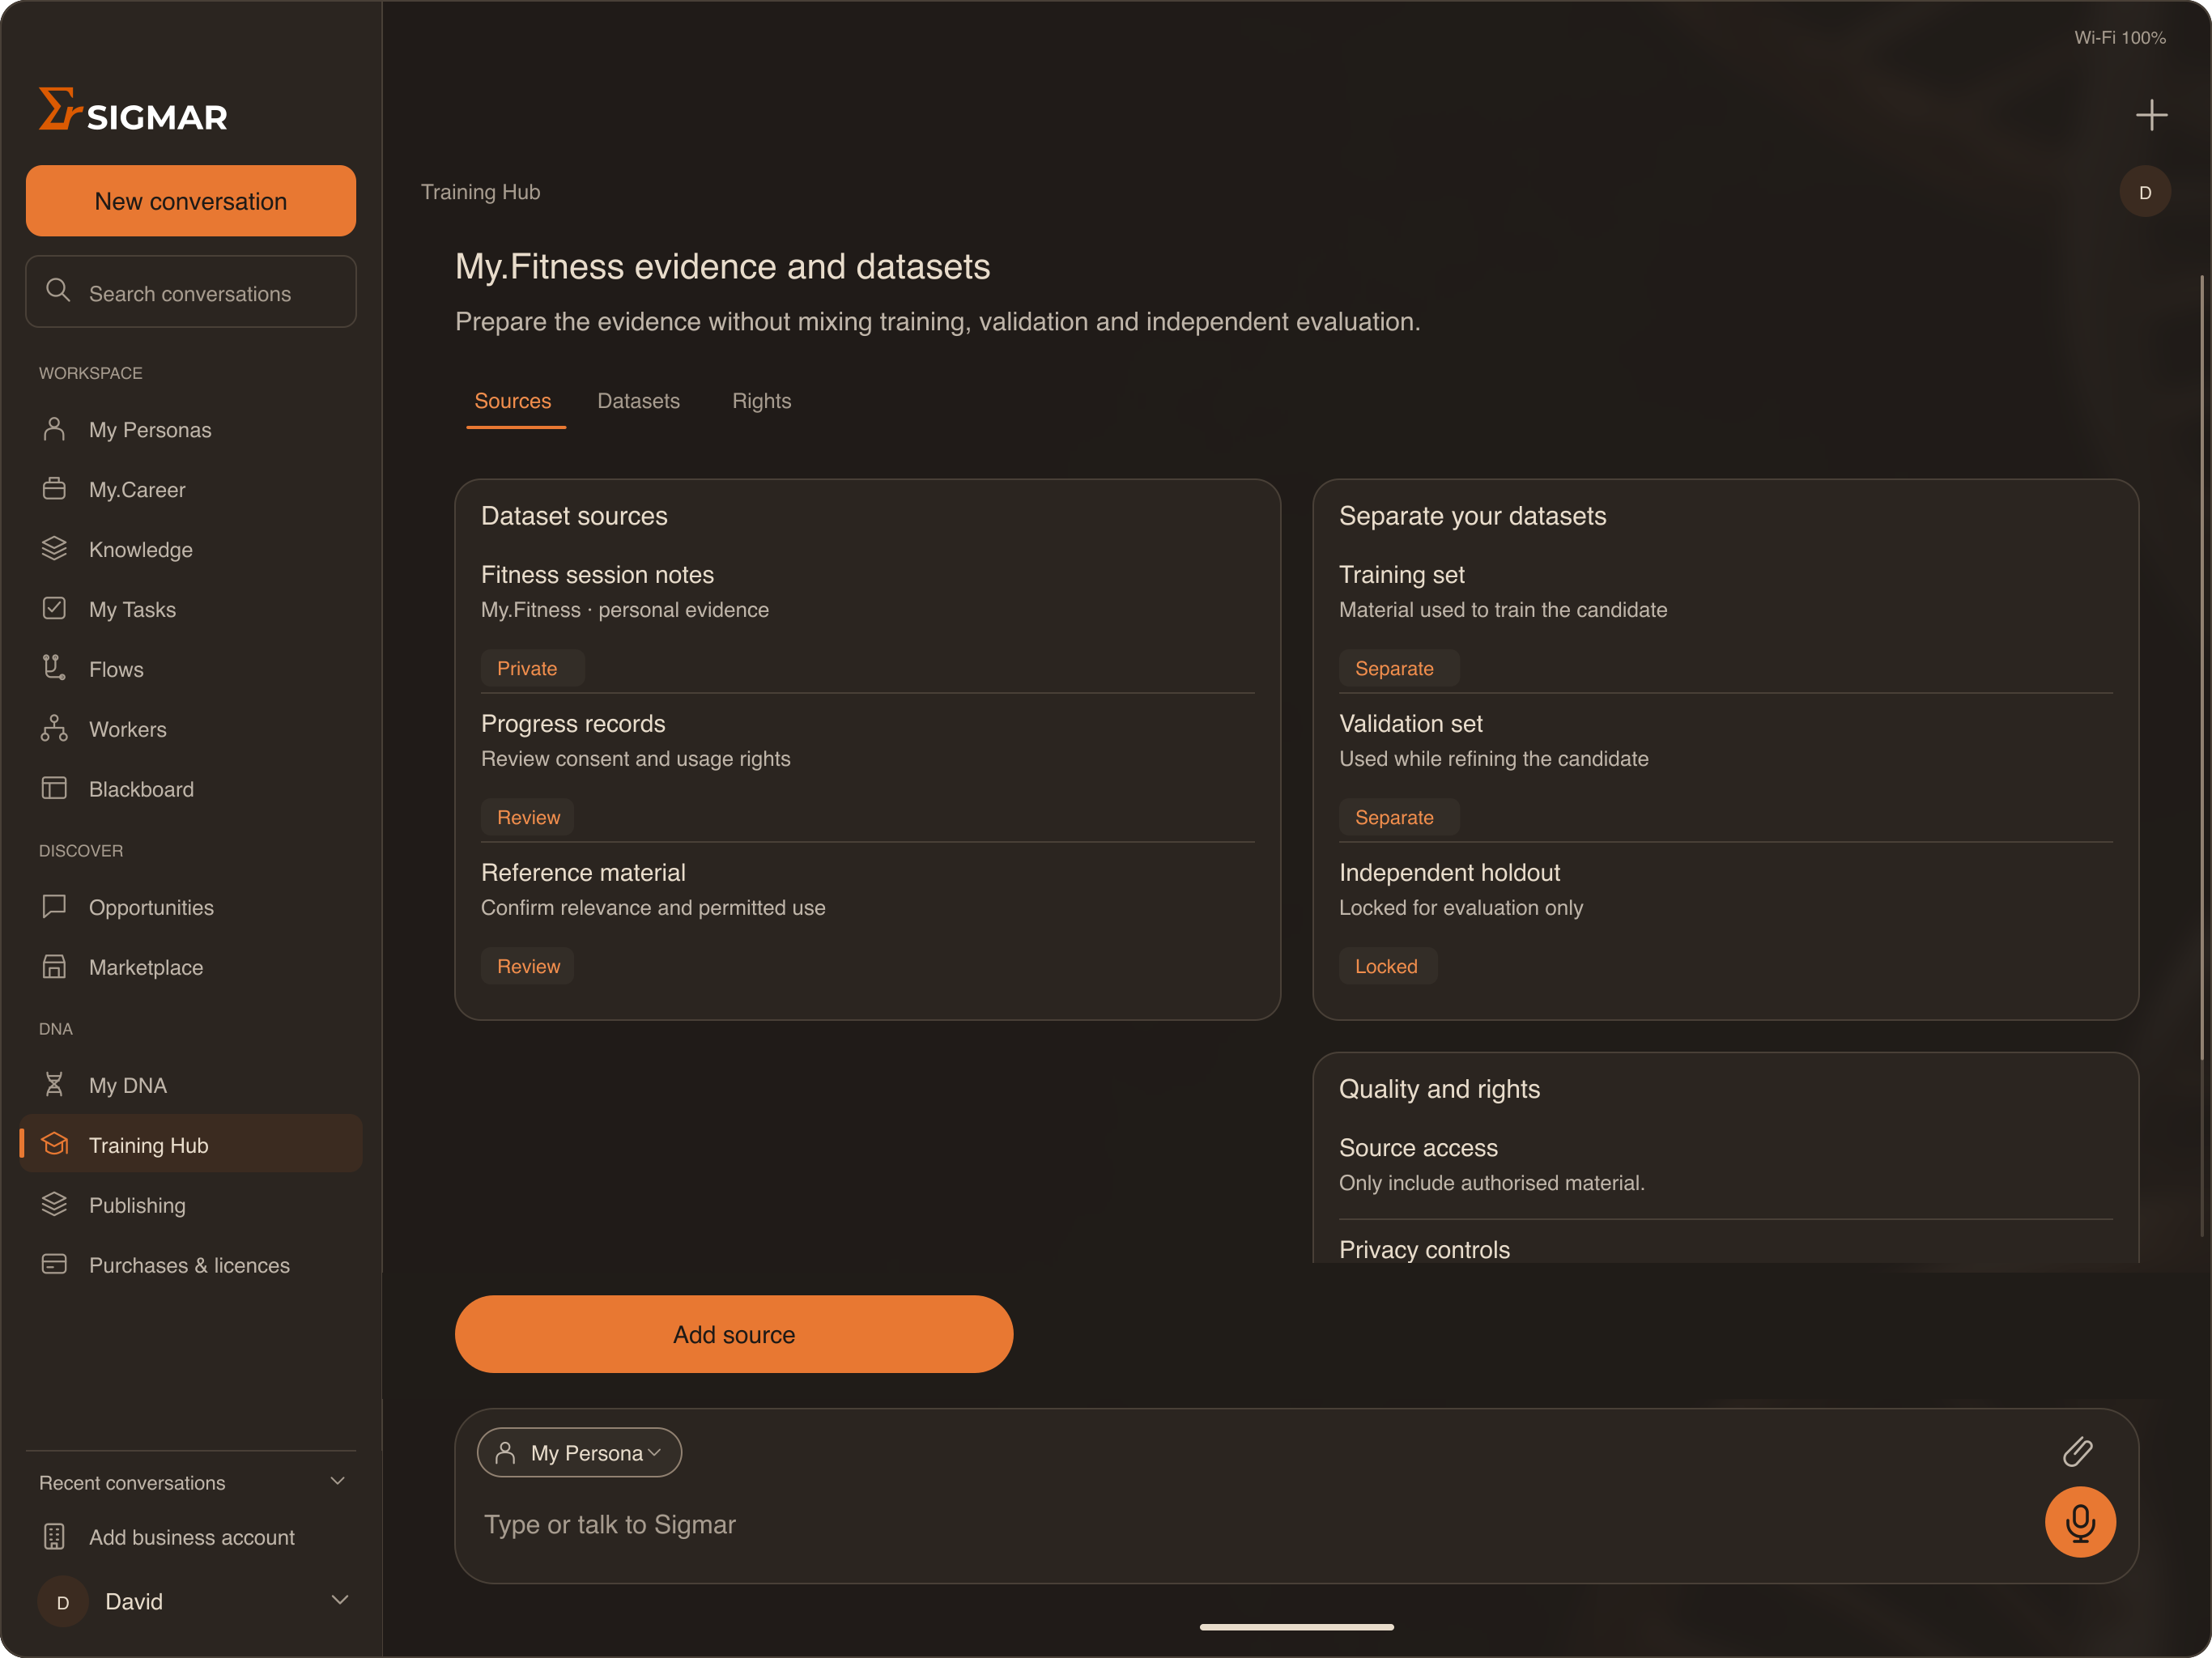 Wi-Fi 100%
Σr SIGMAR
New conversation
Search conversations
WORKSPACE
My Personas
My.Career
Knowledge
My Tasks
Flows
Workers
Blackboard
DISCOVER
Opportunities
Marketplace
DNA
My DNA
Training Hub
Publishing
Purchases & licences
Recent conversations
Add business account
D
David
Training Hub
D
My.Fitness evidence and datasets
Prepare the evidence without mixing training, validation and independent evaluation.
Sources
Datasets
Rights
Dataset sources
Fitness session notes
My.Fitness · personal evidence
Private
Progress records
Review consent and usage rights
Review
Reference material
Confirm relevance and permitted use
Review
Separate your datasets
Training set
Material used to train the candidate
Separate
Validation set
Used while refining the candidate
Separate
Independent holdout
Locked for evaluation only
Locked
Quality and rights
Source access
Only include authorised material.
Privacy controls
Add source
My Persona
Type or talk to Sigmar